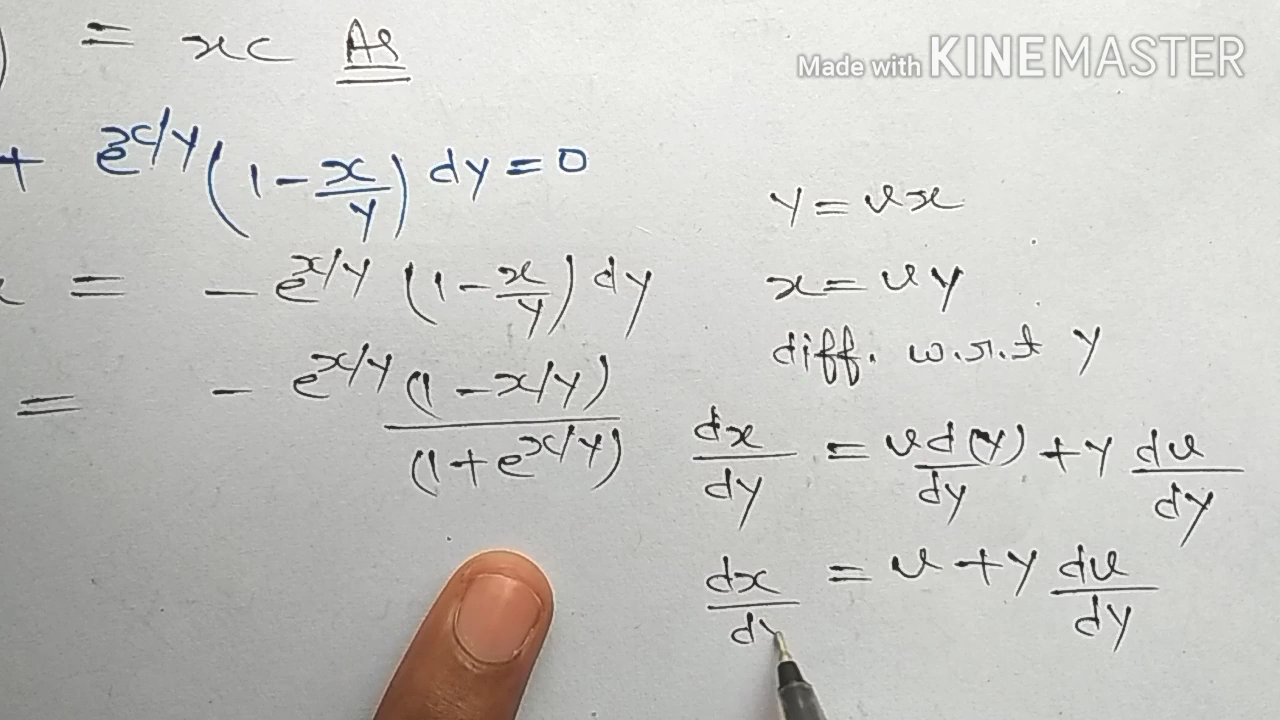 ) = xc As
Made with KINEMASTER
+ e^x/y (1 - x/y) dy = 0
= - e^x/y (1 - x/y) dy
= - e^x/y (1 - x/y) / (1 + e^x/y)
y = vx
x = vy
diff. w.r.t y
dx/dy = v d(y)/dy + y dv/dy
dx/dy = v + y dv/dy